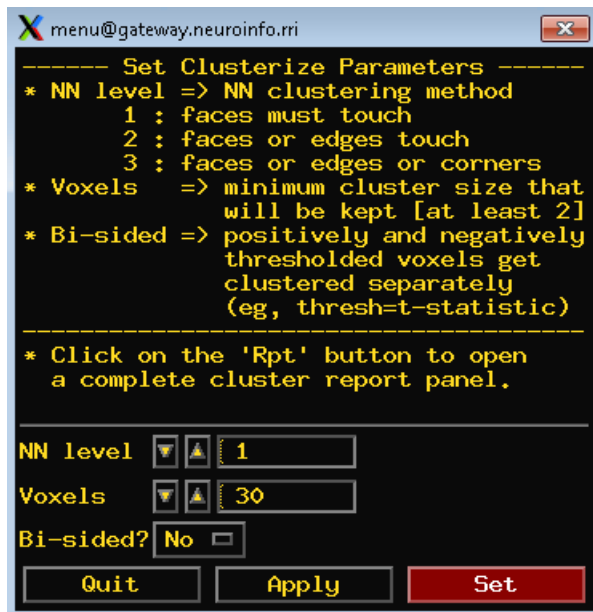 menu@gateway.neuroinfo.rri
------ Set Clusterize Parameters ------
* NN level => NN clustering method
1 : faces must touch
2 : faces or edges touch
3 : faces or edges or corners
* Voxels => minimum cluster size that
will be kept [at least 2]
* Bi-sided => positively and negatively
thresholded voxels get
clustered separately
(eg, thresh=t-statistic)
---------------------------------------
* Click on the 'Rpt' button to open
a complete cluster report panel.
NN level 1
Voxels 30
Bi-sided? No
Quit Apply Set